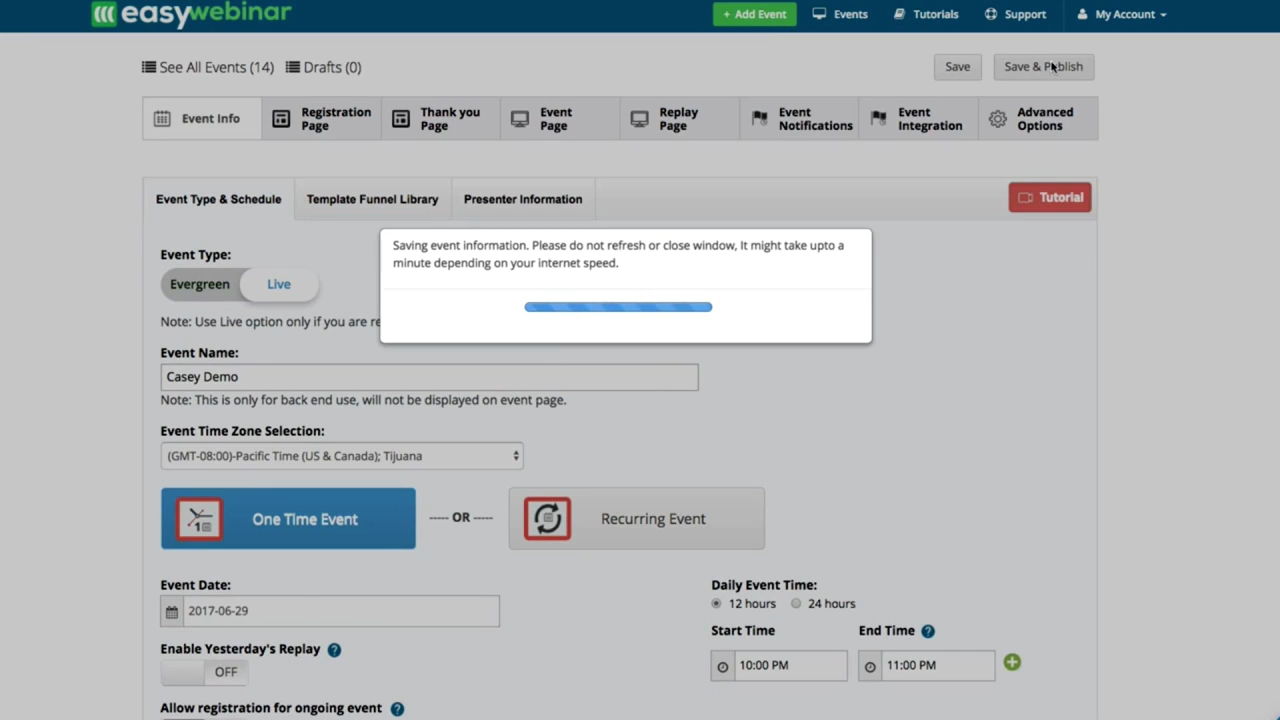 easywebinar
+ Add Event
Events
Tutorials
Support
My Account
See All Events (14)
Drafts (0)
Save
Save & Publish
Event Info
Registration
Page
Thank you
Page
Event
Page
Replay
Page
Event
Notifications
Event
Integration
Advanced
Options
Event Type & Schedule
Template Funnel Library
Presenter Information
Tutorial
Saving event information. Please do not refresh or close window, It might take upto a
minute depending on your internet speed.
Event Type:
Evergreen
Live
Note: Use Live option only if you are re
Event Name:
Casey Demo
Note: This is only for back end use, will not be displayed on event page.
Event Time Zone Selection:
(GMT-08:00)-Pacific Time (US & Canada); Tijuana
1
One Time Event
----- OR -----
Recurring Event
Event Date:
2017-06-29
Daily Event Time:
12 hours
24 hours
Start Time
End Time ?
10:00 PM
11:00 PM
Enable Yesterday's Replay ?
OFF
Allow registration for ongoing event ?